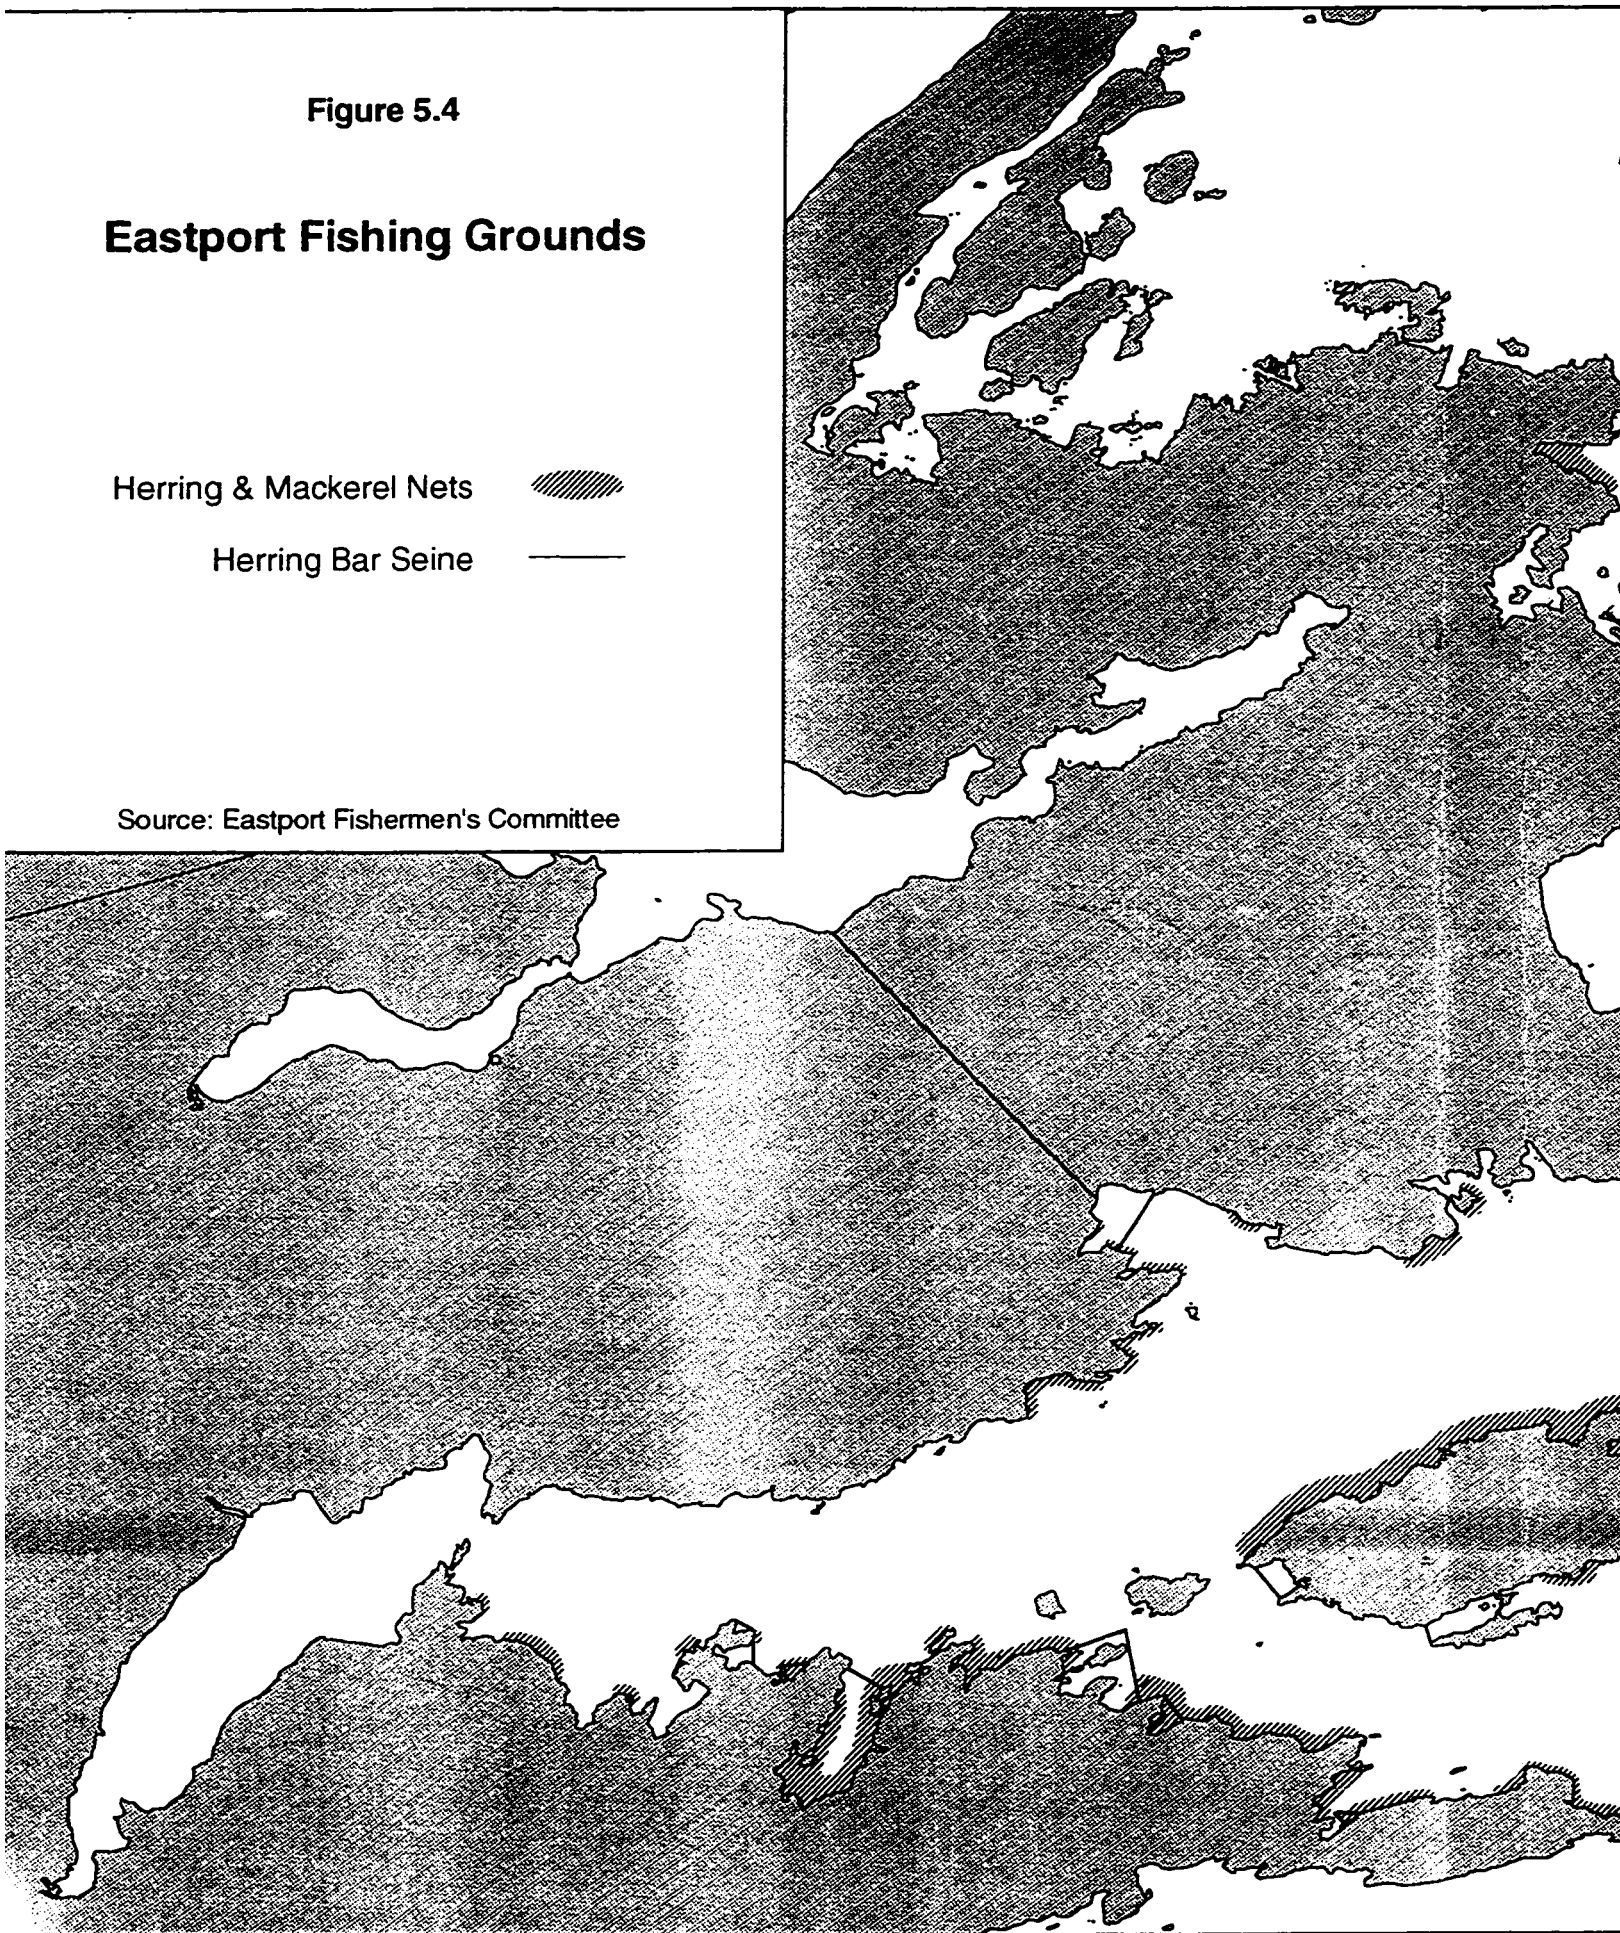 Figure 5.4
Eastport Fishing Grounds
Herring & Mackerel Nets
Herring Bar Seine
Source: Eastport Fishermen's Committee